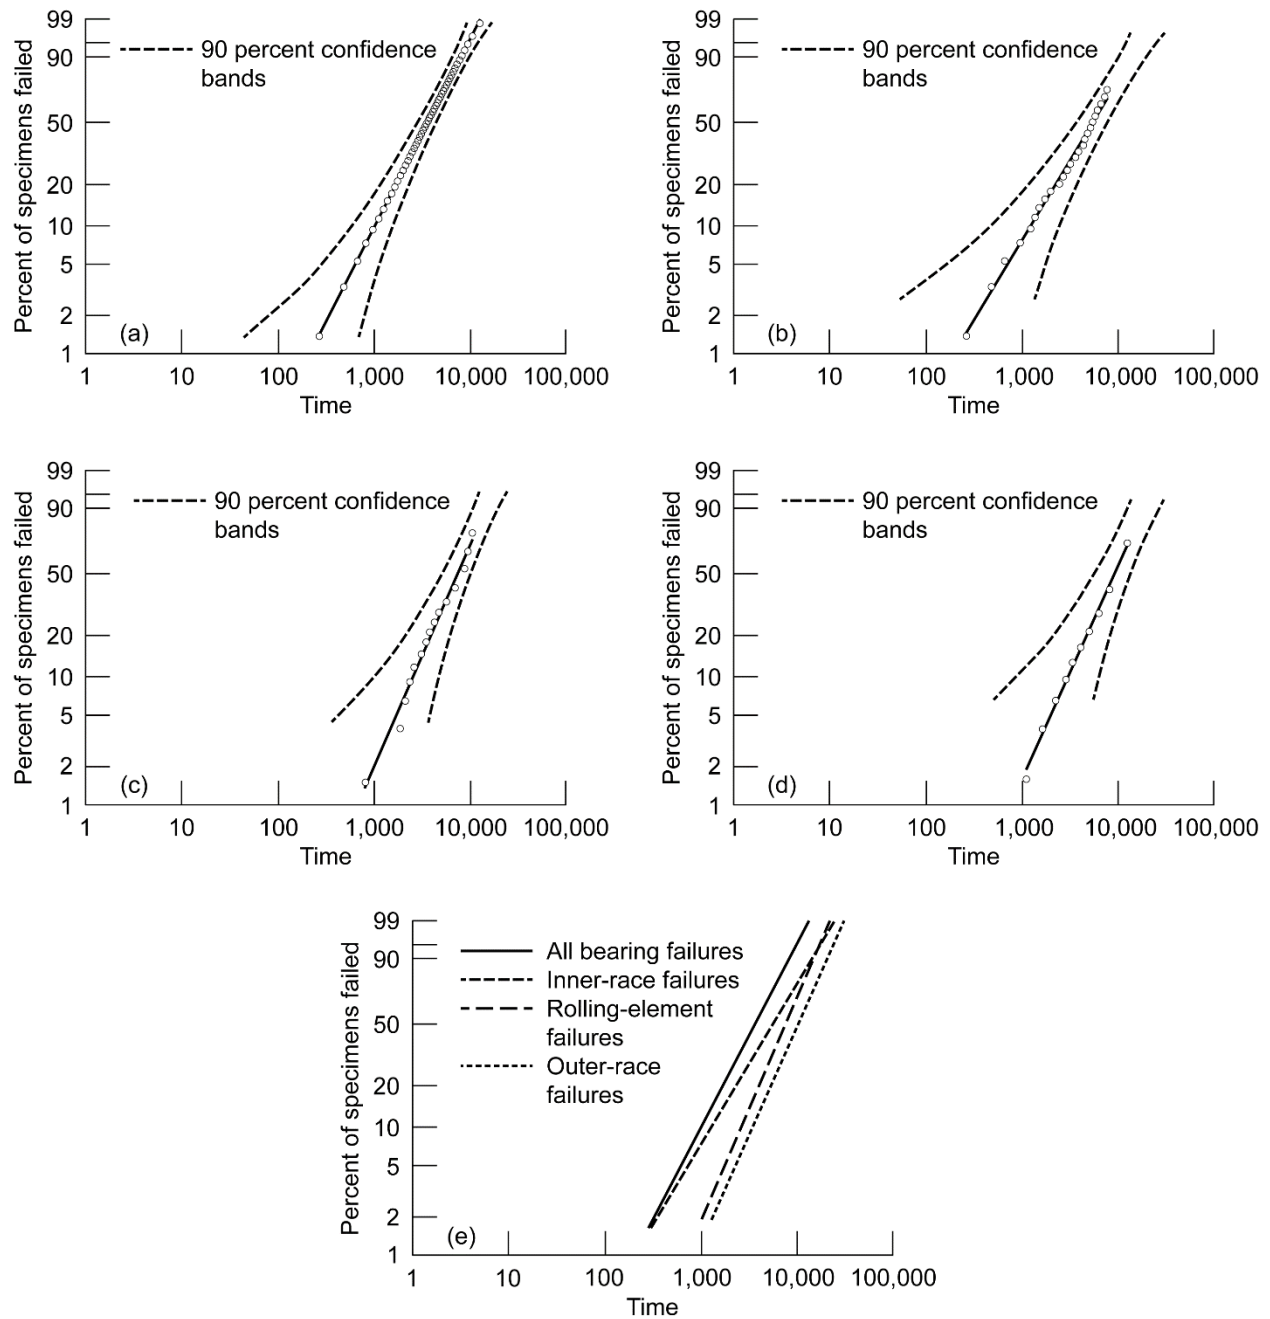 Percent of specimens failed
99
90
50
20
10
5
2
1
90 percent confidence
bands
(a)
1 10 100 1,000 10,000 100,000
Time
Percent of specimens failed
99
90
50
20
10
5
2
1
90 percent confidence
bands
(b)
1 10 100 1,000 10,000 100,000
Time
Percent of specimens failed
99
90
50
20
10
5
2
1
90 percent confidence
bands
(c)
1 10 100 1,000 10,000 100,000
Time
Percent of specimens failed
99
90
50
20
10
5
2
1
90 percent confidence
bands
(d)
1 10 100 1,000 10,000 100,000
Time
Percent of specimens failed
99
90
50
20
10
5
2
1
All bearing failures
Inner-race failures
Rolling-element
failures
Outer-race
failures
(e)
1 10 100 1,000 10,000 100,000
Time